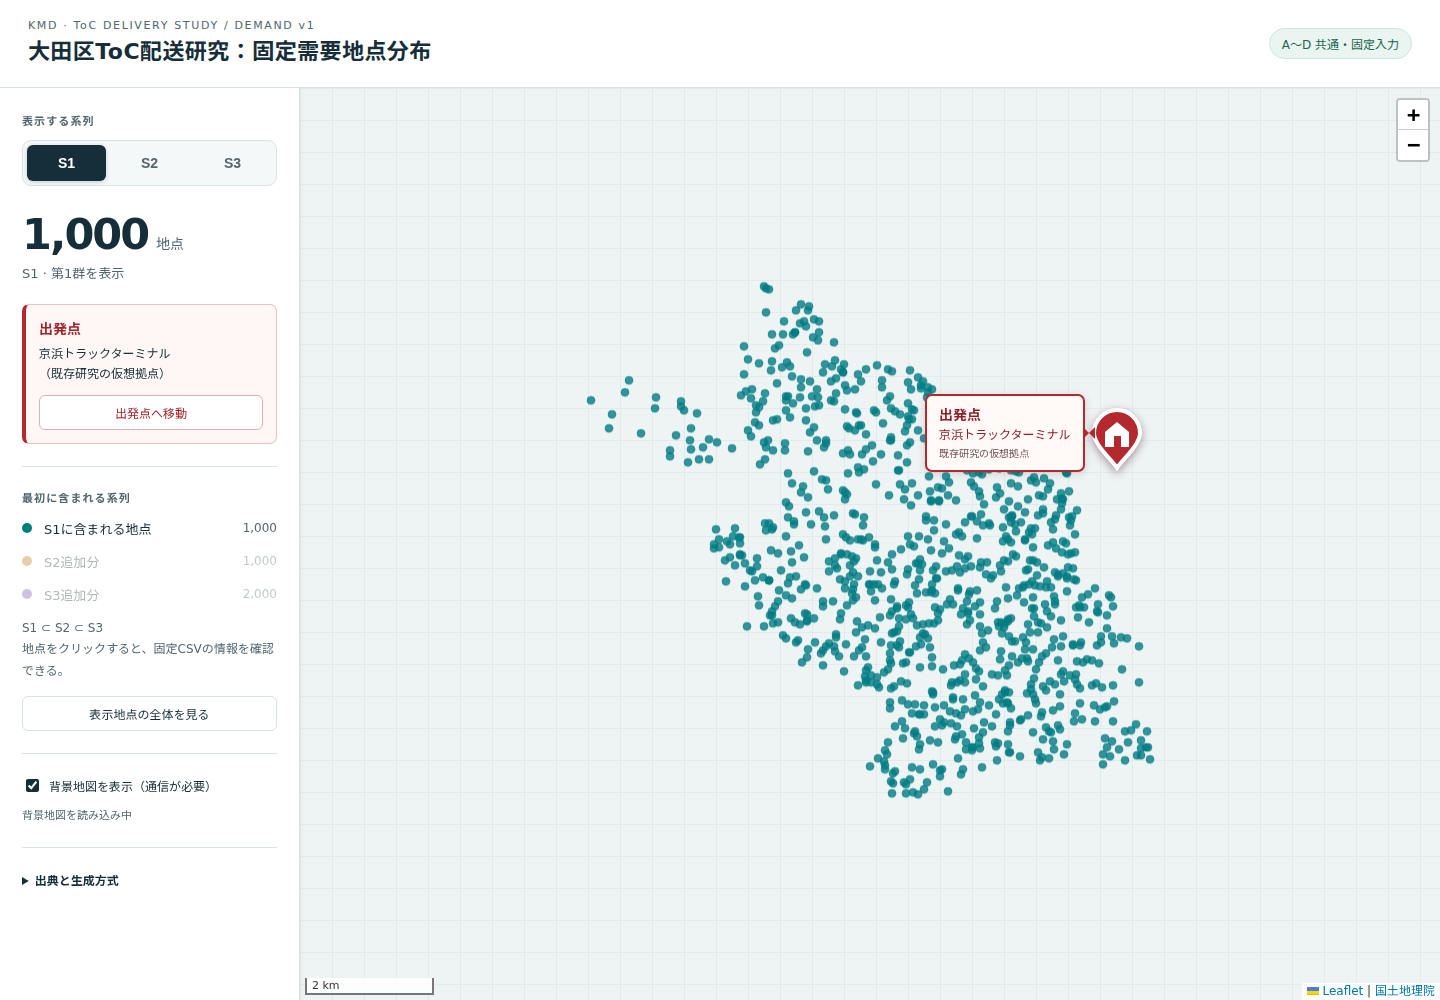 KMD · ToC DELIVERY STUDY / DEMAND v1
大田区ToC配送研究：固定需要地点分布
A〜D 共通・固定入力
表示する系列
S1 S2 S3
1,000 地点
S1 · 第1群を表示
出発点
京浜トラックターミナル
（既存研究の仮想拠点）
出発点へ移動
最初に含まれる系列
S1に含まれる地点 1,000
S2追加分 1,000
S3追加分 2,000
S1 ⊂ S2 ⊂ S3
地点をクリックすると、固定CSVの情報を確認
できる。
表示地点の全体を見る
背景地図を表示（通信が必要）
背景地図を読み込み中
出典と生成方式
+
−
出発点
京浜トラックターミナル
既存研究の仮想拠点
2 km
Leaflet | 国土地理院